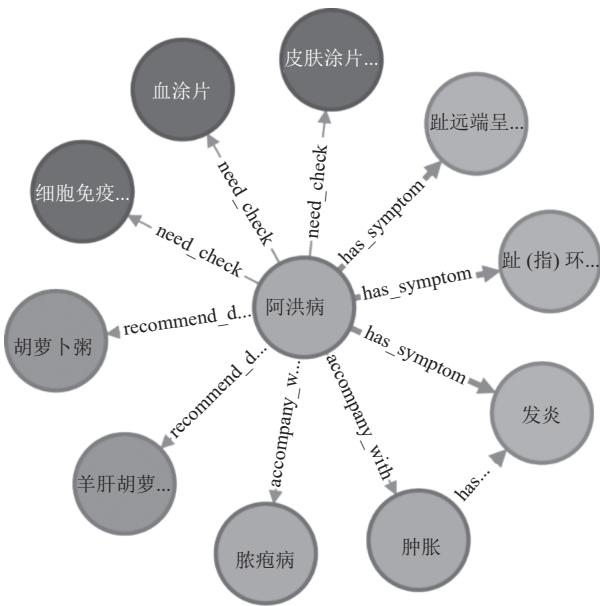 皮肤涂片...
血涂片
趾远端呈...
need_check
need_check
has_symptom
细胞免疫...
need_check
趾 (指) 环...
has_symptom
阿洪病
recommend_d...
胡萝卜粥
has_symptom
recommend_d...
accompany_w...
accompany_with
发炎
has...
羊肝胡萝...
脓疱病
肿胀